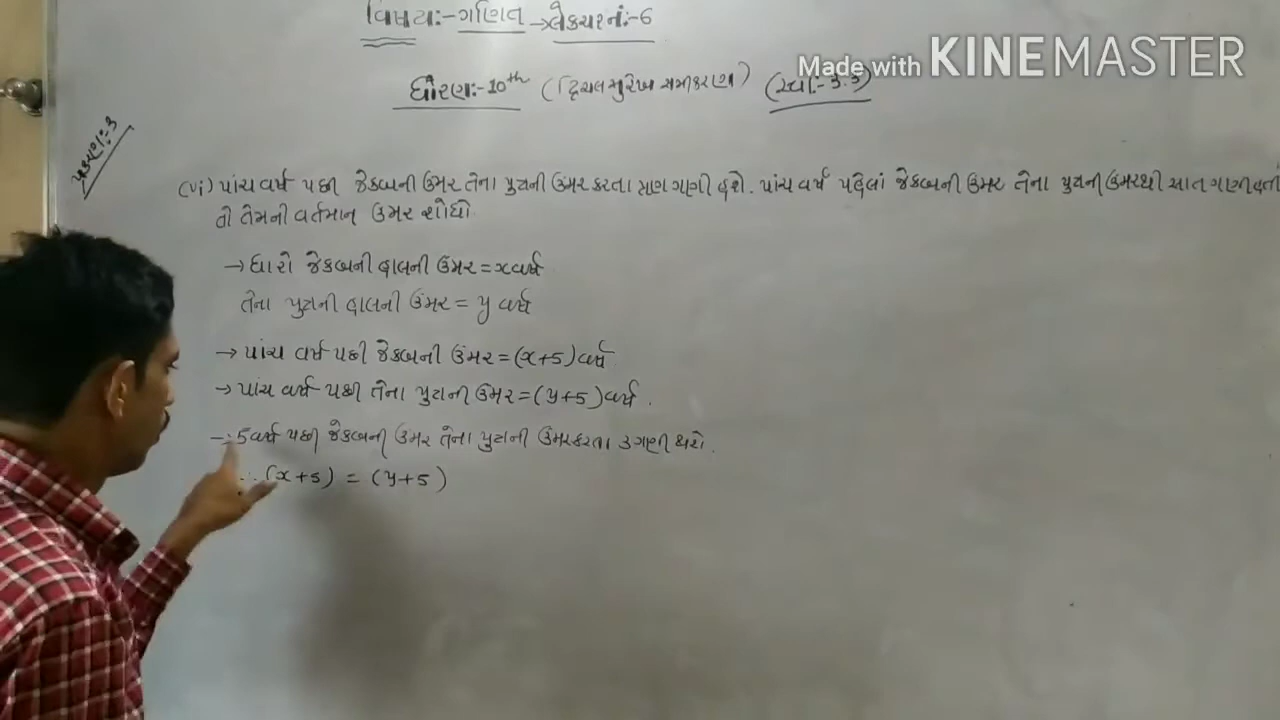 વિષય:-ગણિત →લેકચર નં:-6
Made with KINEMASTER
ધોરણ:-10th (દ્વિચલ સુરેખ સમીકરણ) (સ્વા:-3.3)
પ્રકરણ:-3
(vi) પાંચ વર્ષ પછી જેકબની ઉંમર તેના પુત્રની ઉંમર કરતા ત્રણ ગણી હશે. પાંચ વર્ષ પહેલાં જેકબની ઉંમર તેના પુત્રની ઉંમરથી સાત ગણી હતી
તો તેમની વર્તમાન ઉંમર શોધો.
→ ધારો જેકબની હાલની ઉંમર = x વર્ષ
તેના પુત્રની હાલની ઉંમર = y વર્ષ
→ પાંચ વર્ષ પછી જેકબની ઉંમર = (x+5) વર્ષ
→ પાંચ વર્ષ પછી તેના પુત્રની ઉંમર = (y+5) વર્ષ.
→ 5 વર્ષ પછી જેકબની ઉંમર તેના પુત્રની ઉંમર કરતા 3 ગણી થશે.
∴ (x+5) = (y+5)